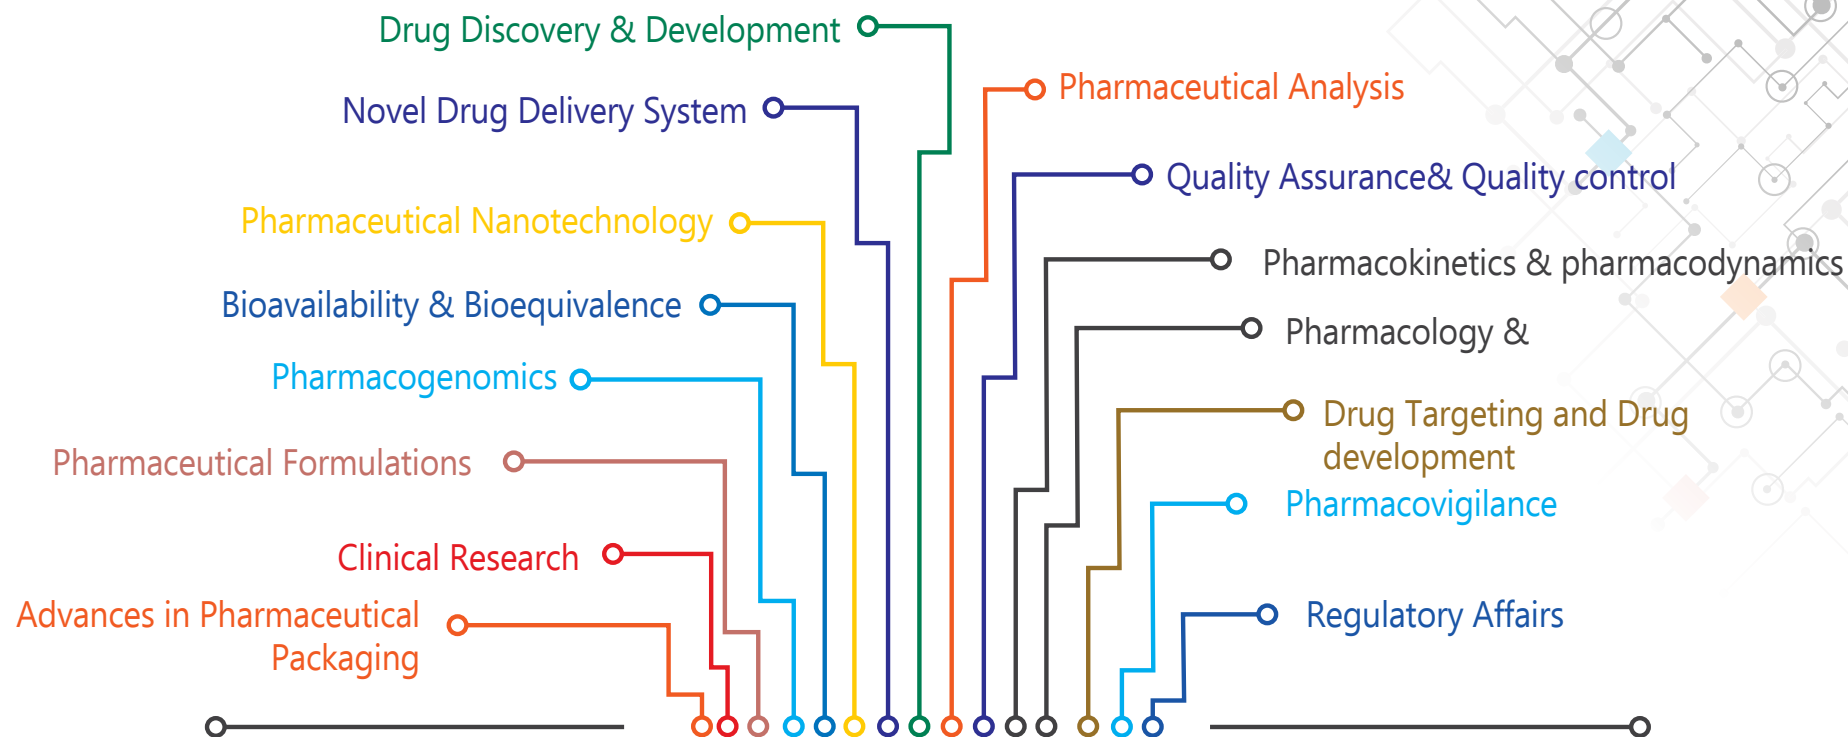 Drug Discovery & Development
Novel Drug Delivery System
Pharmaceutical Nanotechnology
Bioavailability & Bioequivalence
Pharmacogenomics
Pharmaceutical Formulations
Clinical Research
Advances in Pharmaceutical
Packaging
Pharmaceutical Analysis
Quality Assurance& Quality control
Pharmacokinetics & pharmacodynamics
Pharmacology &
Drug Targeting and Drug
development
Pharmacovigilance
Regulatory Affairs